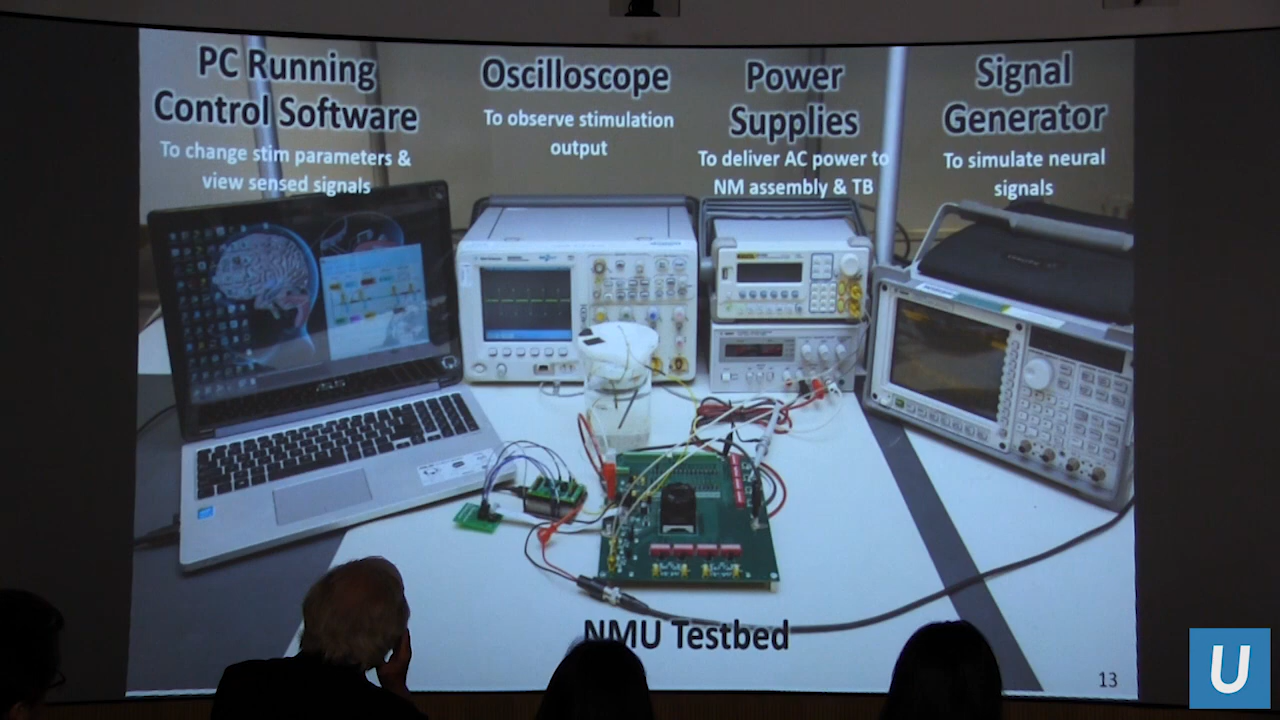 PC Running
Control Software
To change stim parameters &
view sensed signals
Oscilloscope
To observe stimulation
output
Power
Supplies
To deliver AC power to
NM assembly & TB
Signal
Generator
To simulate neural
signals
ASUS
NMU Testbed
13
U